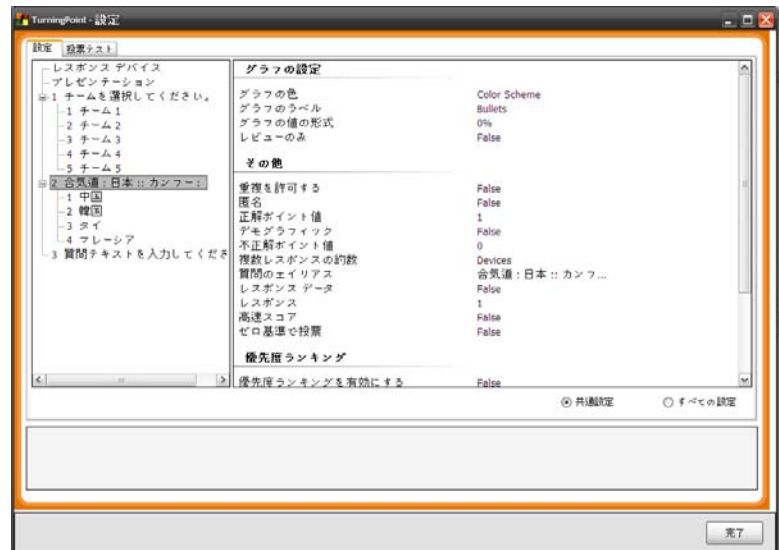 TurningPoint - 設定
設定 投票テスト
レスポンス デバイス
プレゼンテーション
1 チームを選択してください。
1 チーム 1
2 チーム 2
3 チーム 3
4 チーム 4
5 チーム 5
2 合気道 : 日本 :: カンフー :
1 中国
2 韓国
3 タイ
4 マレーシア
3 質問テキストを入力してくださ
グラフの設定
グラフの色 Color Scheme
グラフのラベル Bullets
グラフの値の形式 0%
レビューのみ False
その他
重複を許可する False
匿名 False
正解ポイント値 1
デモグラフィック False
不正解ポイント値 0
複数レスポンスの約数 Devices
質問のエイリアス 合気道 : 日本 :: カンフ...
レスポンス データ False
レスポンス 1
高速スコア False
ゼロ基準で投票 False
優先度ランキング
優先度ランキングを有効にする False
共通設定 すべての設定
完了